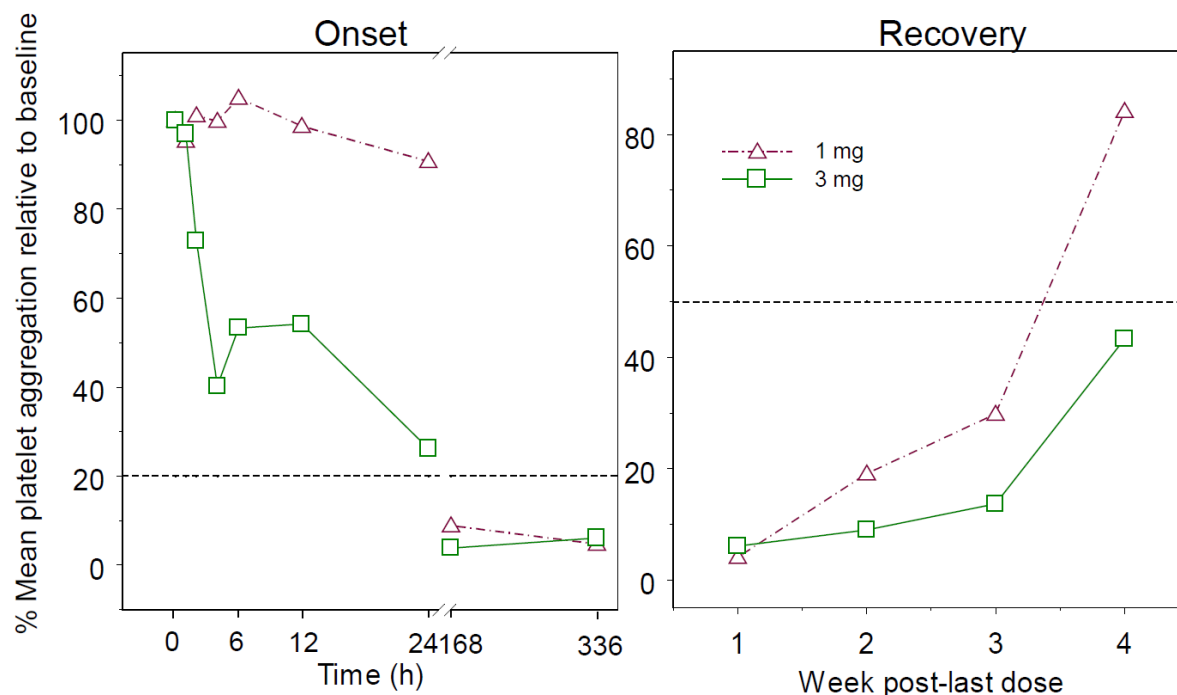 Onset
% Mean platelet aggregation relative to baseline
100
80
60
40
20
0
0 6 12 24 168 336
Time (h)
Recovery
1 mg
3 mg
80
60
40
20
0
1 2 3 4
Week post-last dose